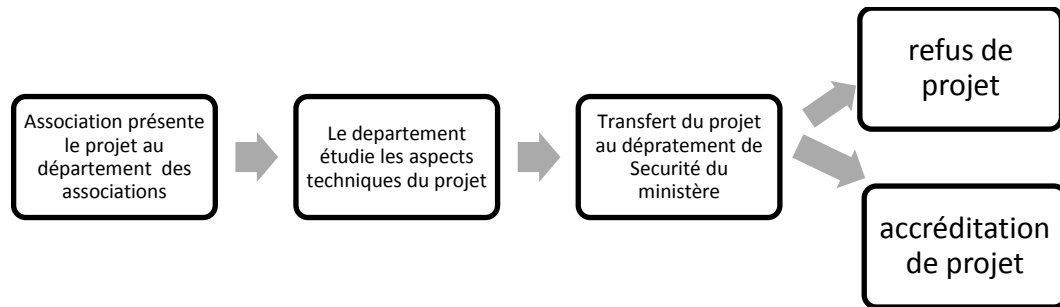 Association présente
le projet au
département des
associations
Le departement
étudie les aspects
techniques du projet
Transfert du projet
au dépratement de
Securité du
ministère
refus de
projet
accréditation
de projet